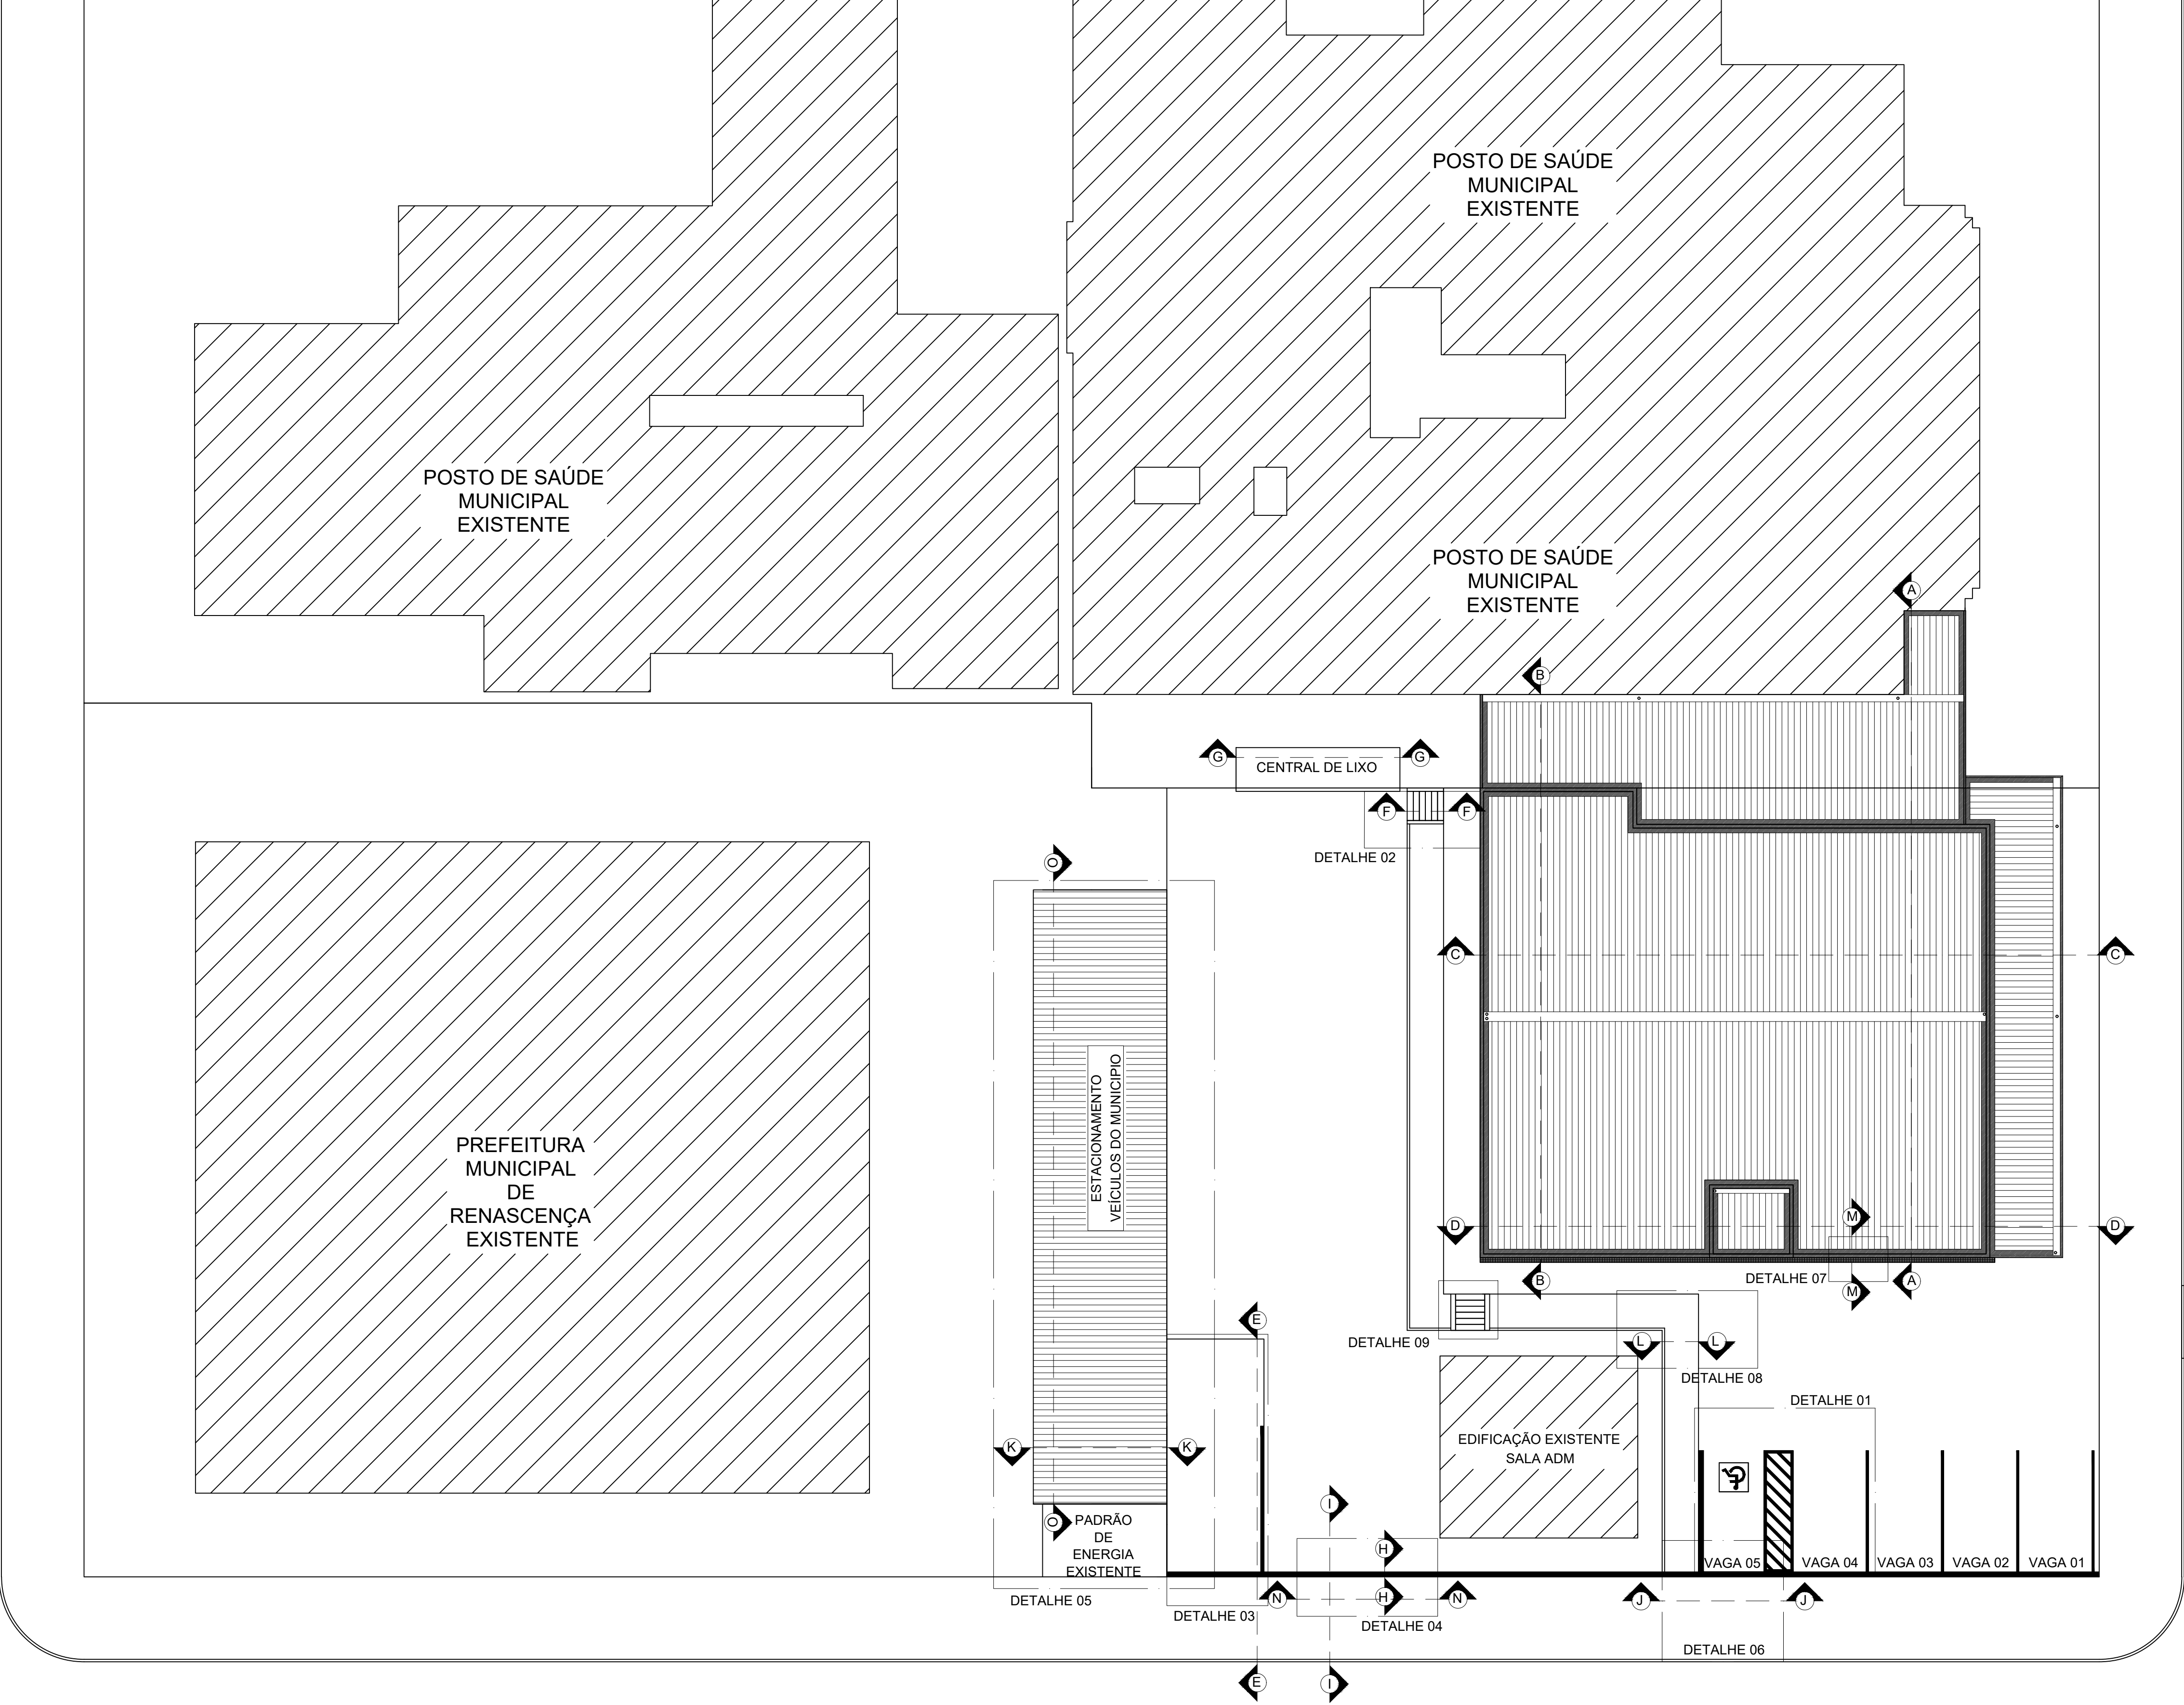 POSTO DE SAÚDE
MUNICIPAL
EXISTENTE
POSTO DE SAÚDE
MUNICIPAL
EXISTENTE
POSTO DE SAÚDE
MUNICIPAL
EXISTENTE
A
B
G
CENTRAL DE LIXO
G
F
F
DETALHE 02
O
C
C
ESTACIONAMENTO
VEÍCULOS DO MUNICIPIO
PREFEITURA
MUNICIPAL
DE
RENASCENÇA
EXISTENTE
D
M
D
B
DETALHE 07
M
A
E
DETALHE 09
L
L
DETALHE 08
DETALHE 01
EDIFICAÇÃO EXISTENTE
SALA ADM
K
K
I
O
PADRÃO
DE
ENERGIA
EXISTENTE
H
VAGA 05
VAGA 04
VAGA 03
VAGA 02
VAGA 01
DETALHE 05
N
H
N
J
J
DETALHE 03
DETALHE 04
DETALHE 06
E
I